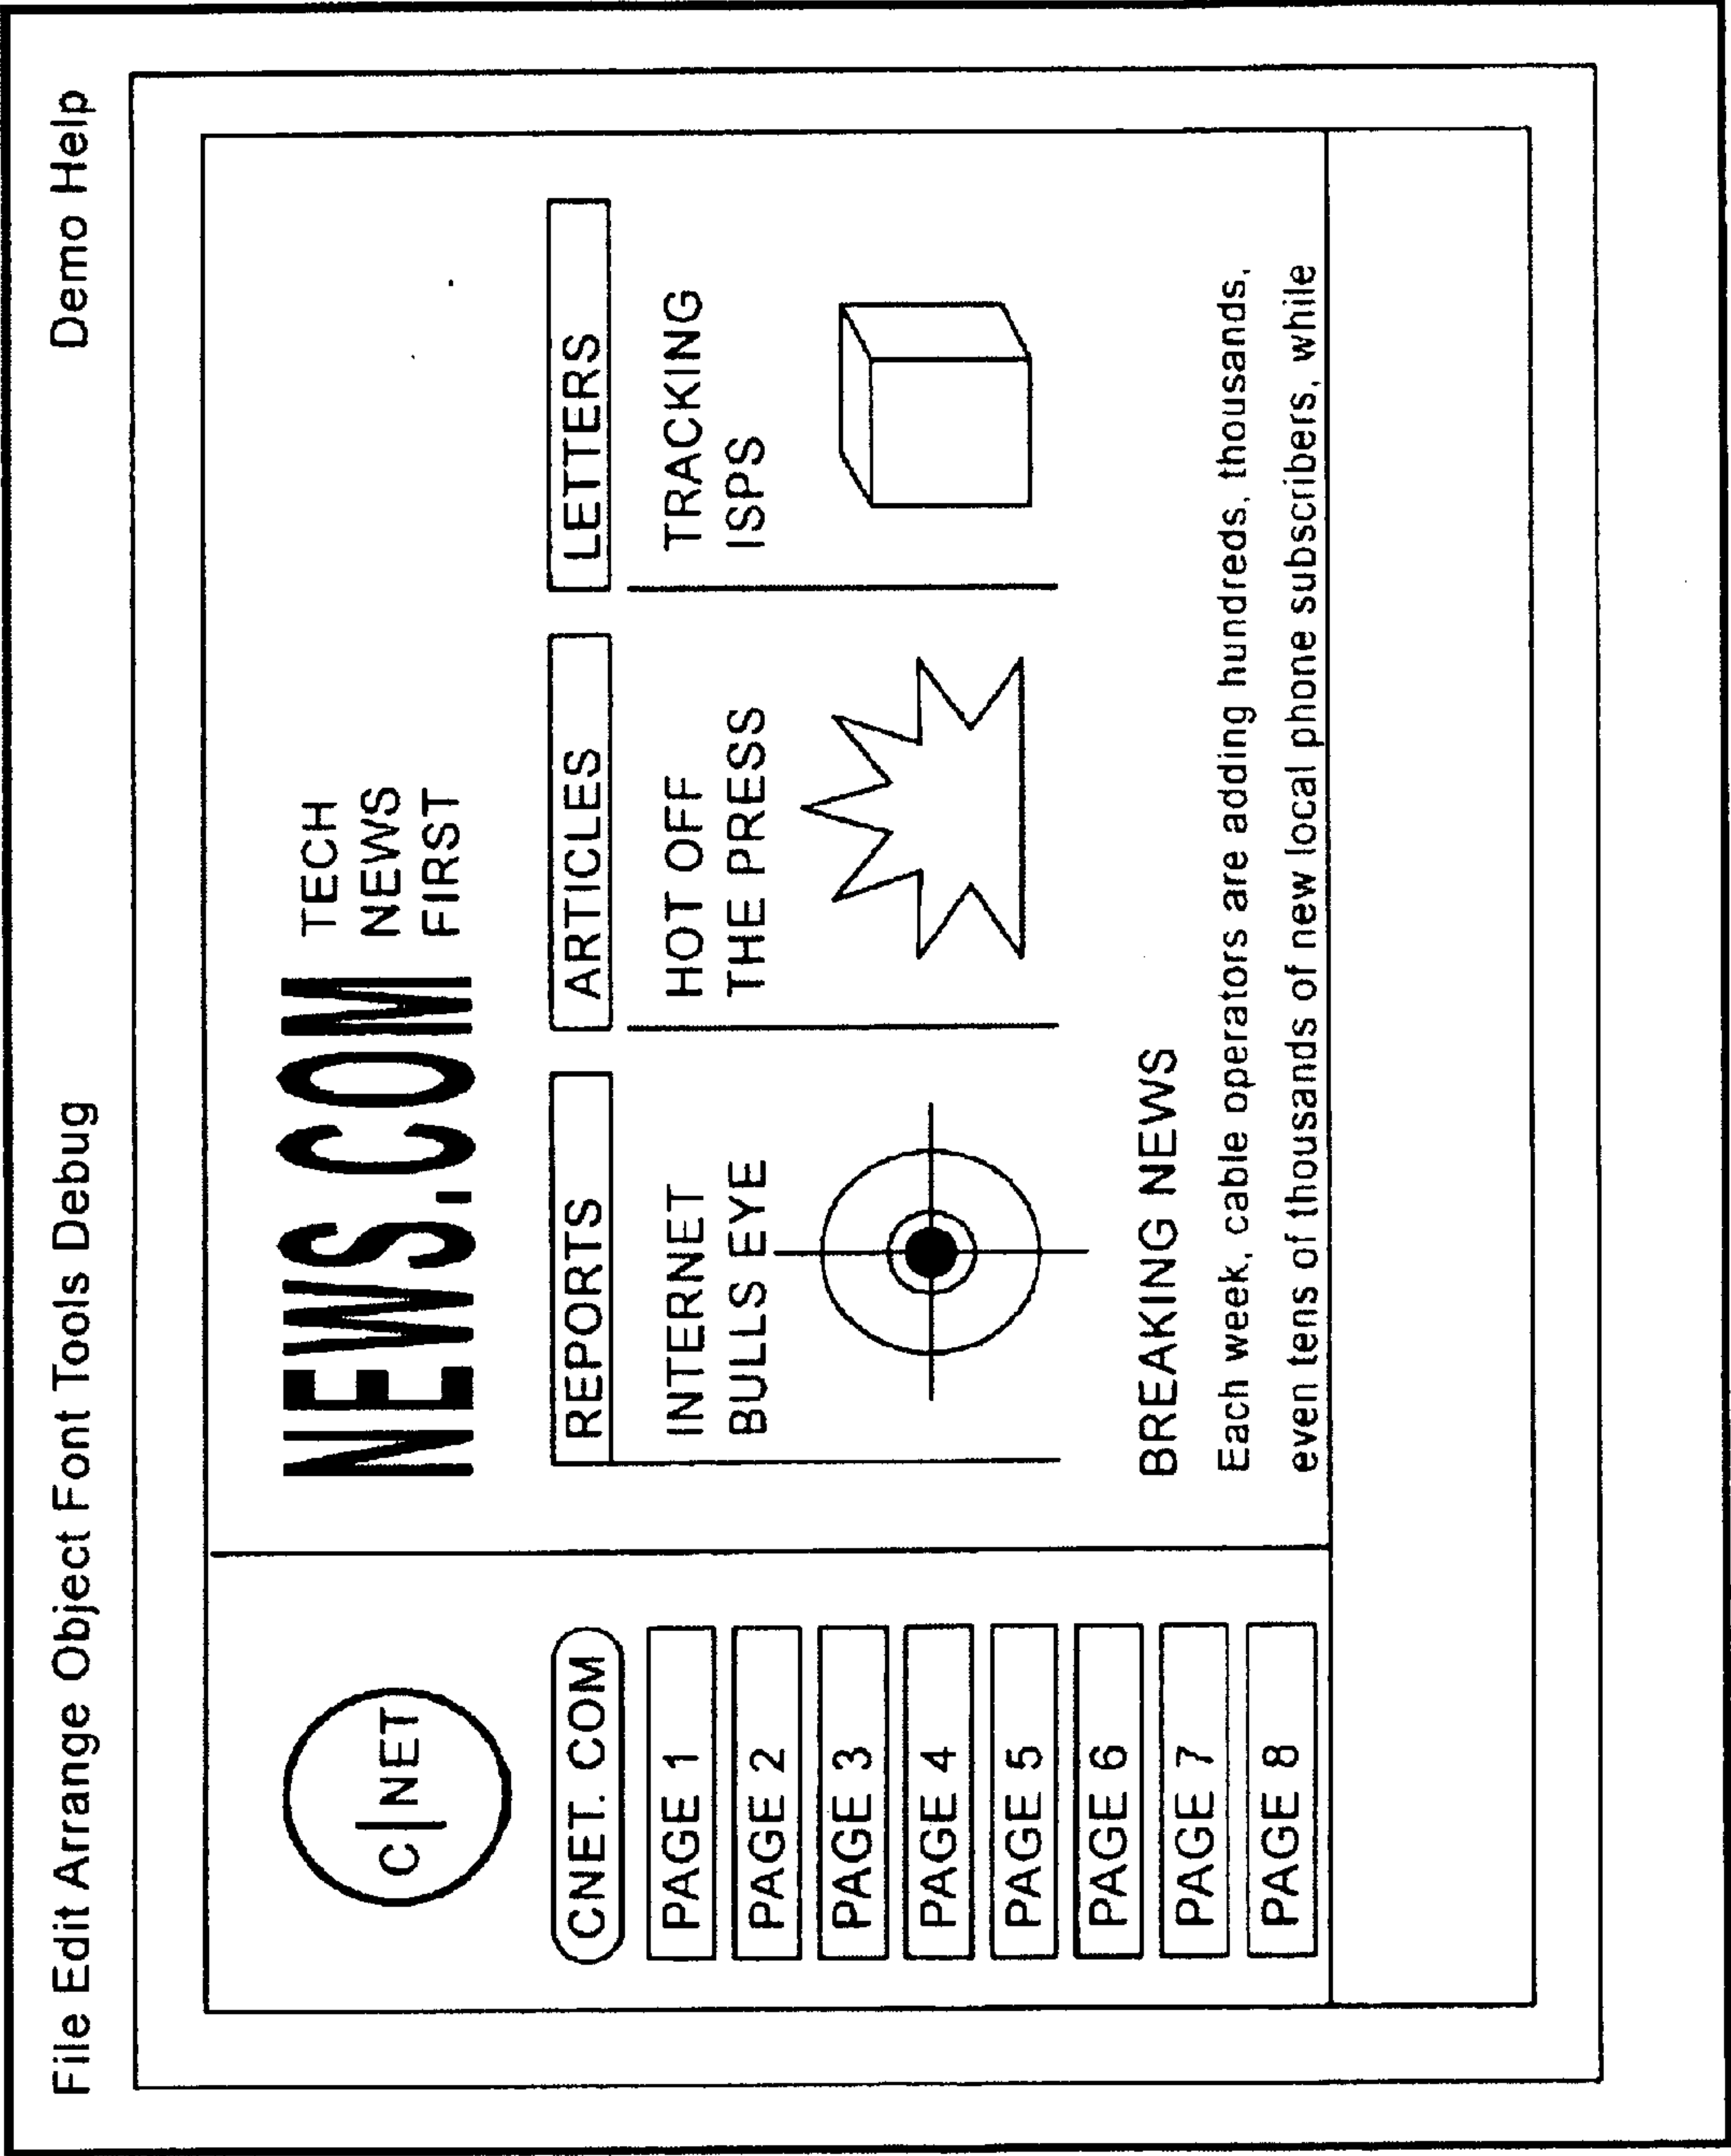 File Edit Arrange Object Font Tools Debug Demo Help
C|NET
CNET. COM
PAGE 1
PAGE 2
PAGE 3
PAGE 4
PAGE 5
PAGE 6
PAGE 7
PAGE 8
NEWS.COM
TECH
NEWS
FIRST
REPORTS
INTERNET
BULLS EYE
ARTICLES
HOT OFF
THE PRESS
LETTERS
TRACKING
ISPS
BREAKING NEWS
Each week, cable operators are adding hundreds, thousands,
even tens of thousands of new local phone subscribers, while